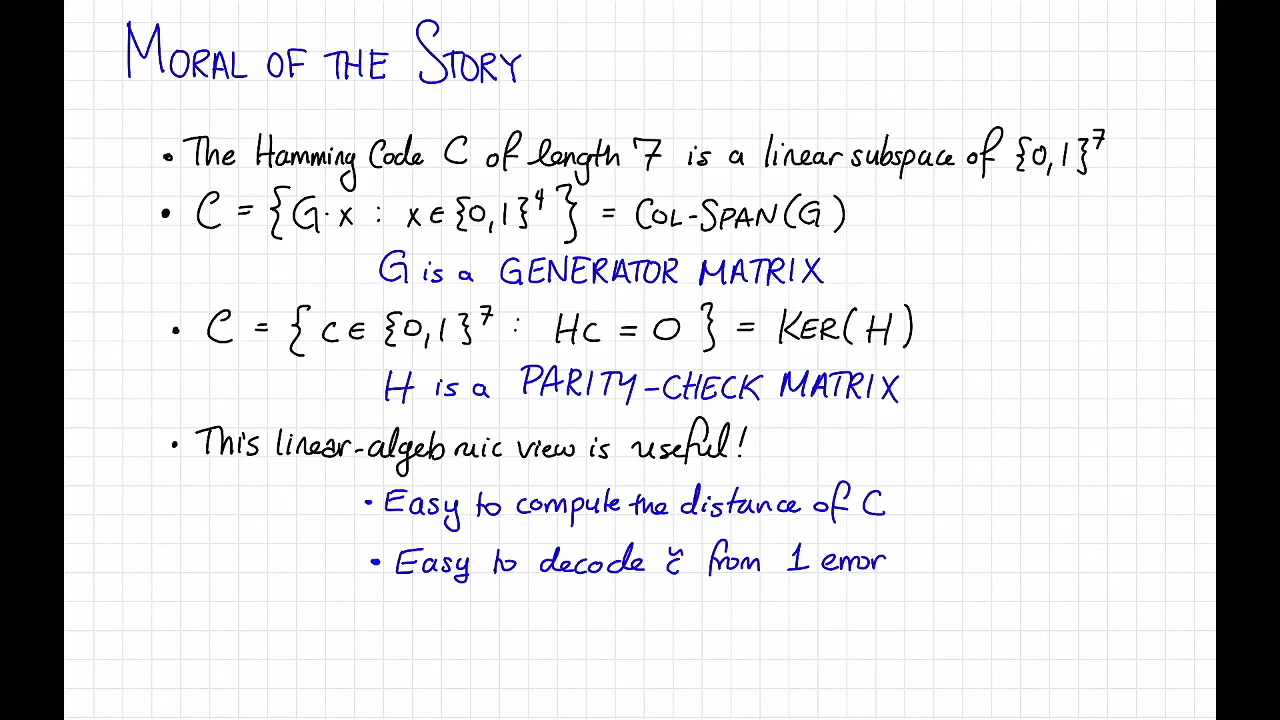 MORAL OF THE STORY
• The Hamming Code C of length 7 is a linear subspace of {0,1}⁷
• C = {G·x : x ∈ {0,1}⁴} = COL-SPAN(G)
G is a GENERATOR MATRIX
• C = { c ∈ {0,1}⁷ : Hc = 0 } = KER(H)
H is a PARITY-CHECK MATRIX
• This linear-algebraic view is useful!
• Easy to compute the distance of C
• Easy to decode c̃ from 1 error